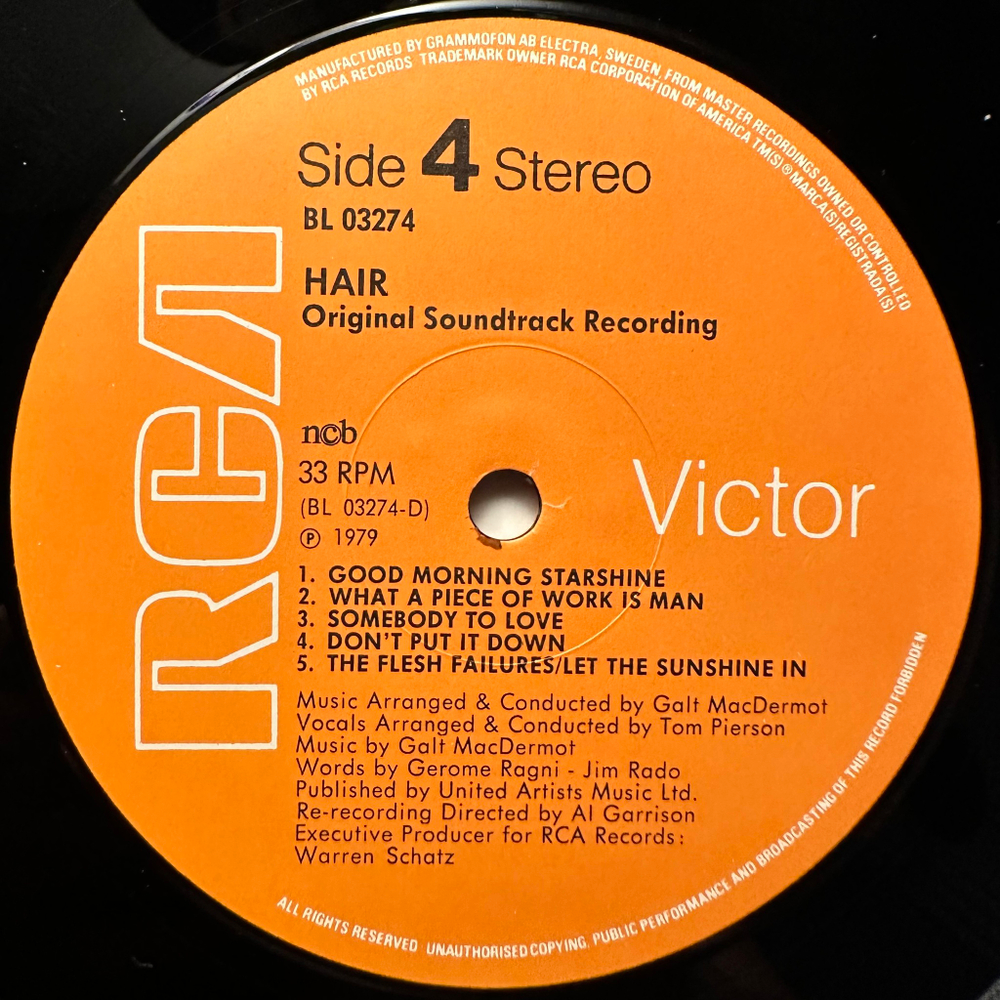 MANUFACTURED BY GRAMMOFON AB ELECTRA, SWEDEN, FROM MASTER RECORDINGS OWNED OR CONTROLLED
BY RCA RECORDS TRADEMARK OWNER RCA CORPORATION OF AMERICA TM(S) ® MARCA(S) REGISTRADA(S)
Side 4 Stereo
BL 03274
HAIR
Original Soundtrack Recording
RCA
ncb
33 RPM
(BL 03274-D)
Ⓟ 1979
Victor
1. GOOD MORNING STARSHINE
2. WHAT A PIECE OF WORK IS MAN
3. SOMEBODY TO LOVE
4. DON'T PUT IT DOWN
5. THE FLESH FAILURES/LET THE SUNSHINE IN
Music Arranged & Conducted by Galt MacDermot
Vocals Arranged & Conducted by Tom Pierson
Music by Galt MacDermot
Words by Gerome Ragni - Jim Rado
Published by United Artists Music Ltd.
Re-recording Directed by Al Garrison
Executive Producer for RCA Records:
Warren Schatz
ALL RIGHTS RESERVED UNAUTHORISED COPYING, PUBLIC PERFORMANCE AND BROADCASTING OF THIS RECORD FORBIDDEN